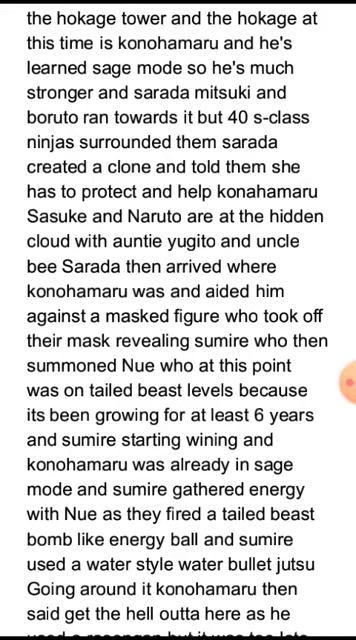 the hokage tower and the hokage at
this time is konohamaru and he's
learned sage mode so he's much
stronger and sarada mitsuki and
boruto ran towards it but 40 s-class
ninjas surrounded them sarada
created a clone and told them she
has to protect and help konahamaru
Sasuke and Naruto are at the hidden
cloud with auntie yugito and uncle
bee Sarada then arrived where
konohamaru was and aided him
against a masked figure who took off
their mask revealing sumire who then
summoned Nue who at this point
was on tailed beast levels because
its been growing for at least 6 years
and sumire starting wining and
konohamaru was already in sage
mode and sumire gathered energy
with Nue as they fired a tailed beast
bomb like energy ball and sumire
used a water style water bullet jutsu
Going around it konohamaru then
said get the hell outta here as he